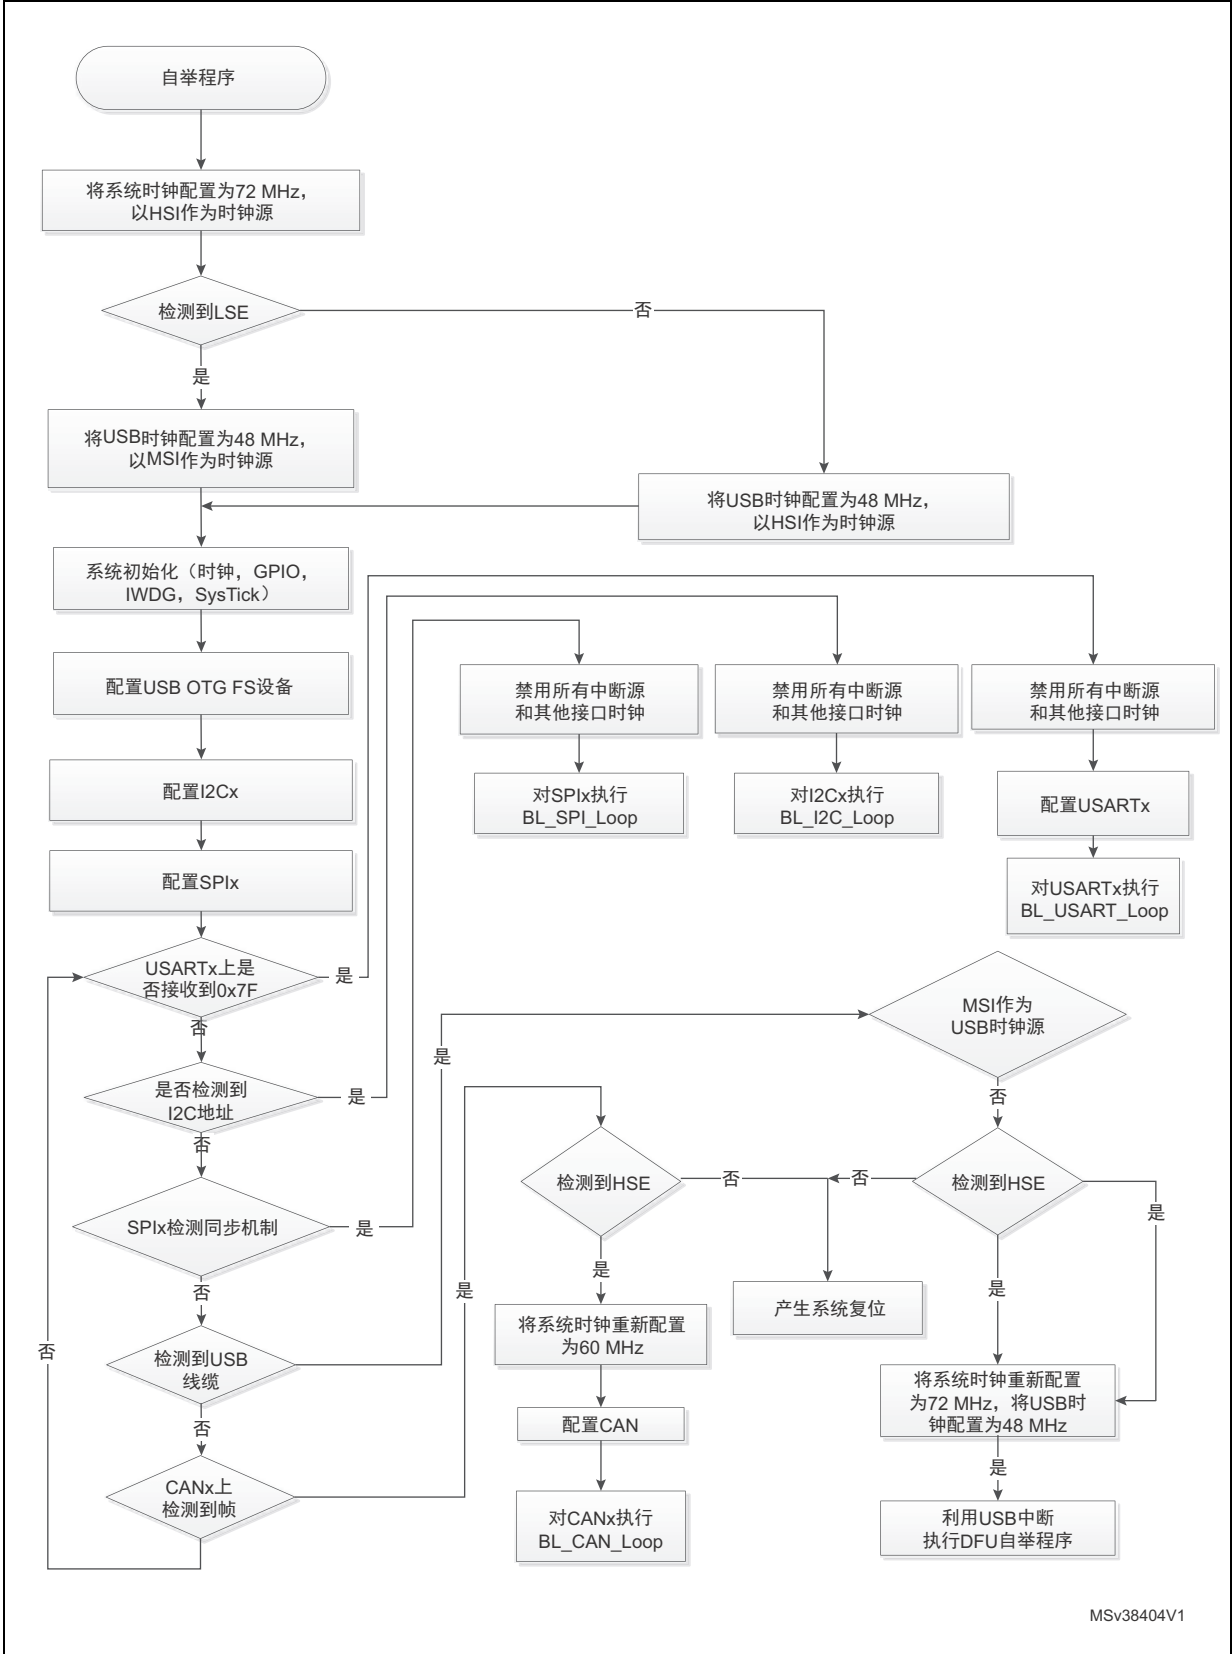 自举程序
将系统时钟配置为72 MHz，
以HSI作为时钟源
检测到LSE
否
是
将USB时钟配置为48 MHz，
以MSI作为时钟源
将USB时钟配置为48 MHz，
以HSI作为时钟源
系统初始化（时钟，GPIO，
IWDG，SysTick）
配置USB OTG FS设备
禁用所有中断源
和其他接口时钟
禁用所有中断源
和其他接口时钟
禁用所有中断源
和其他接口时钟
配置I2Cx
对SPIx执行
BL_SPI_Loop
对I2Cx执行
BL_I2C_Loop
配置USARTx
配置SPIx
对USARTx执行
BL_USART_Loop
USARTx上是
否接收到0x7F
是
否
MSI作为
USB时钟源
是
否
是否检测到
I2C地址
是
否
检测到HSE
否
否
检测到HSE
是
SPIx检测同步机制
是
否
是
是
是
产生系统复位
将系统时钟重新配置
为60 MHz
否
检测到USB
线缆
否
将系统时钟重新配置
为72 MHz，将USB时
钟配置为48 MHz
配置CAN
是
CANx上
检测到帧
对CANx执行
BL_CAN_Loop
利用USB中断
执行DFU自举程序
MSv38404V1